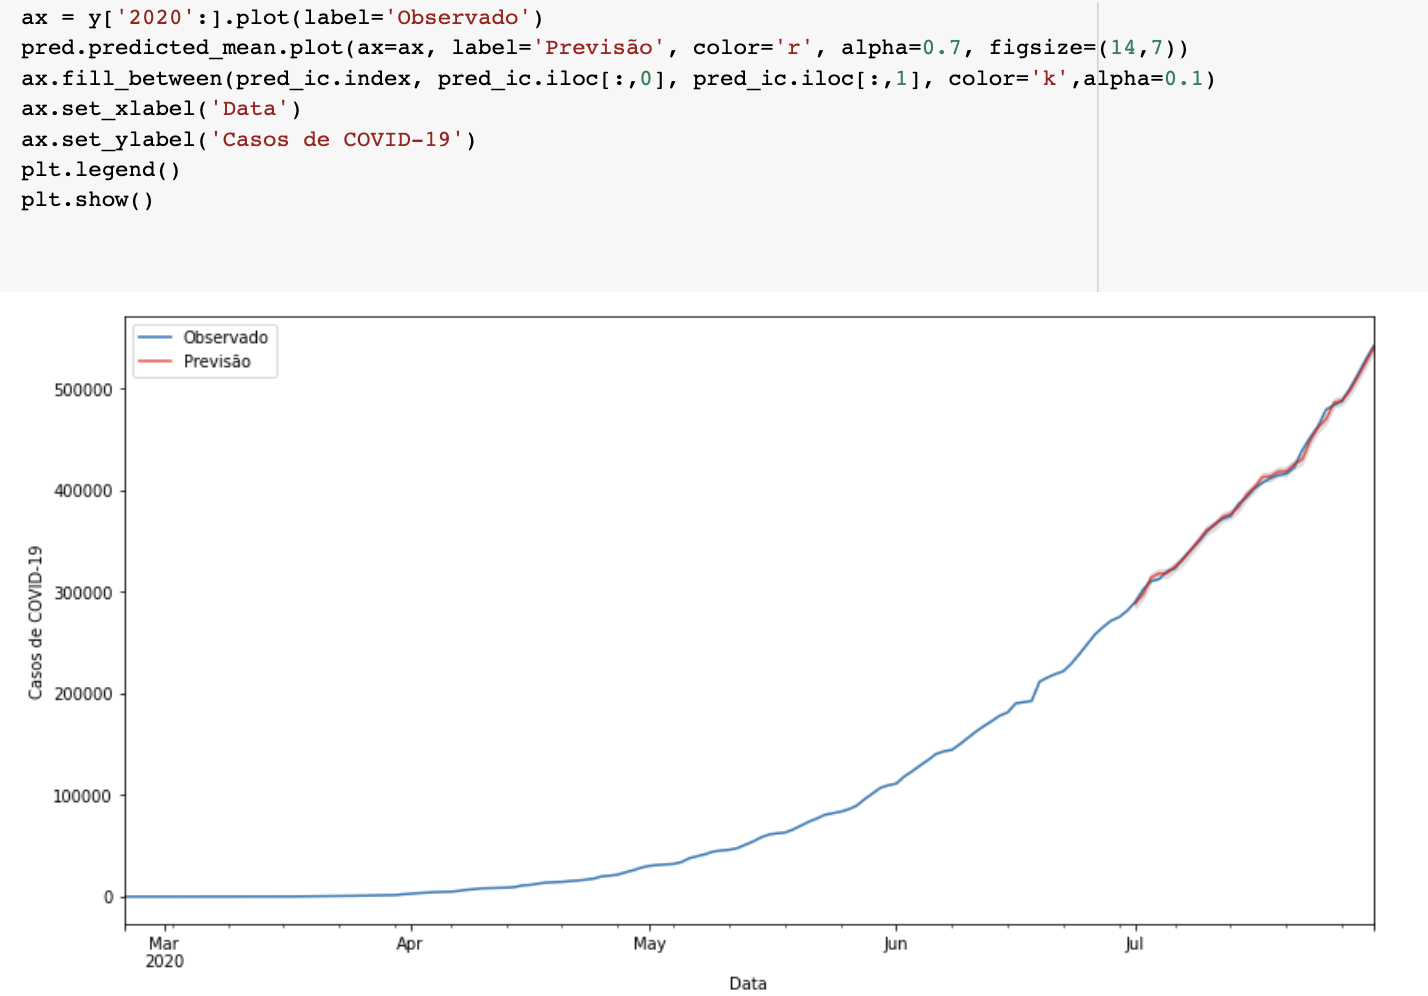 ax = y['2020':].plot(label='Observado')
pred.predicted_mean.plot(ax=ax, label='Previsão', color='r', alpha=0.7, figsize=(14,7))
ax.fill_between(pred_ic.index, pred_ic.iloc[:,0], pred_ic.iloc[:,1], color='k',alpha=0.1)
ax.set_xlabel('Data')
ax.set_ylabel('Casos de COVID-19')
plt.legend()
plt.show()
Observado
Previsão
500000
400000
300000
200000
100000
0
Casos de COVID-19
Mar Apr May Jun Jul
2020
Data